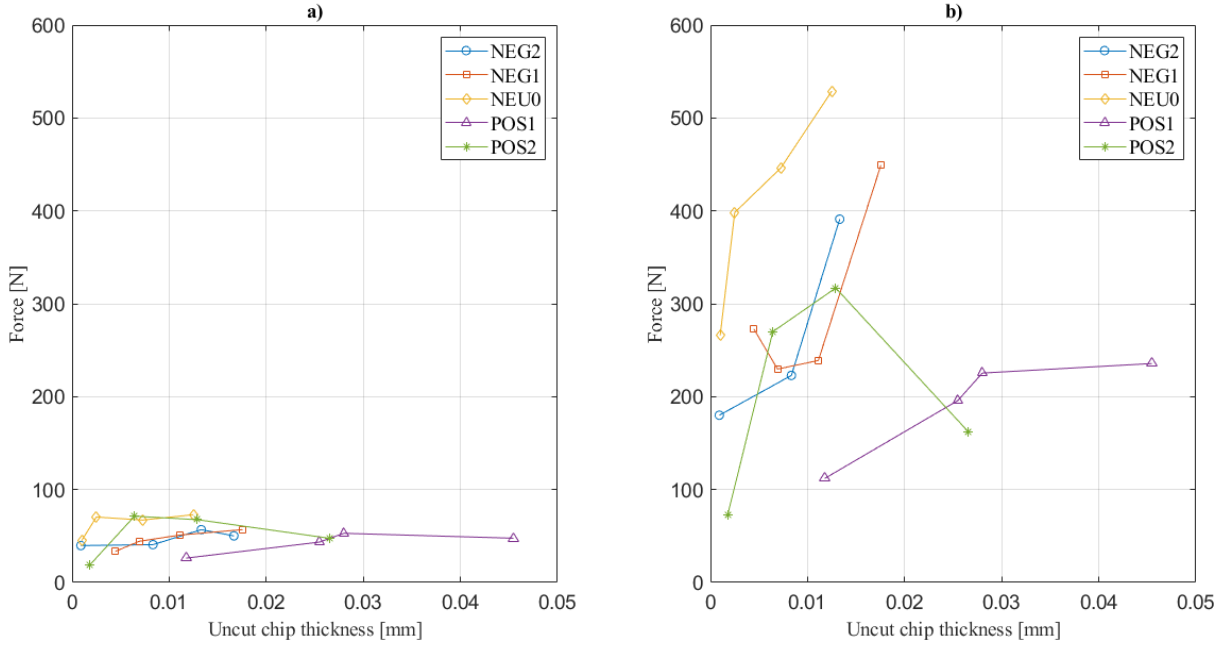 a)
600
500
400
300
200
100
0
Force [N]
NEG2
NEG1
NEU0
POS1
POS2
0 0.01 0.02 0.03 0.04 0.05
Uncut chip thickness [mm]
b)
600
500
400
300
200
100
0
Force [N]
NEG2
NEG1
NEU0
POS1
POS2
0 0.01 0.02 0.03 0.04 0.05
Uncut chip thickness [mm]